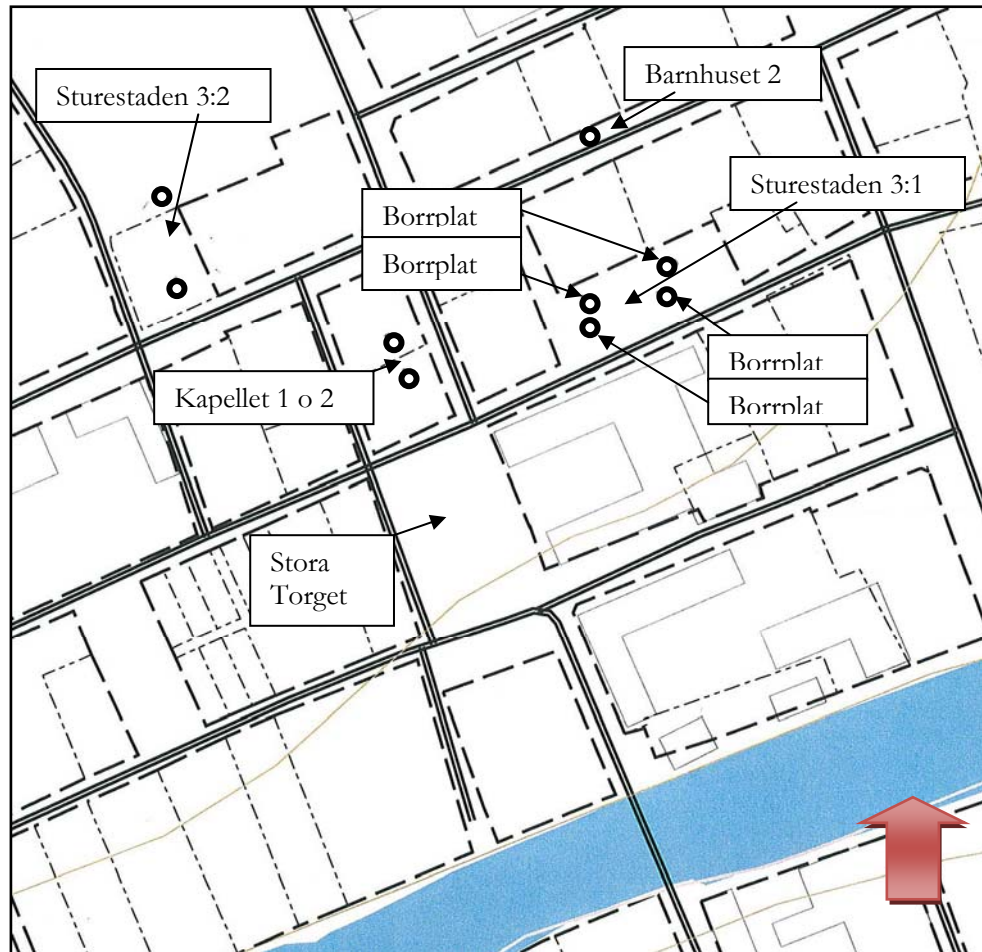 Barnhuset 2
Sturestaden 3:2
Sturestaden 3:1
Borrplat
Borrplat
Borrplat
Borrplat
Kapellet 1 o 2
Stora
Torget